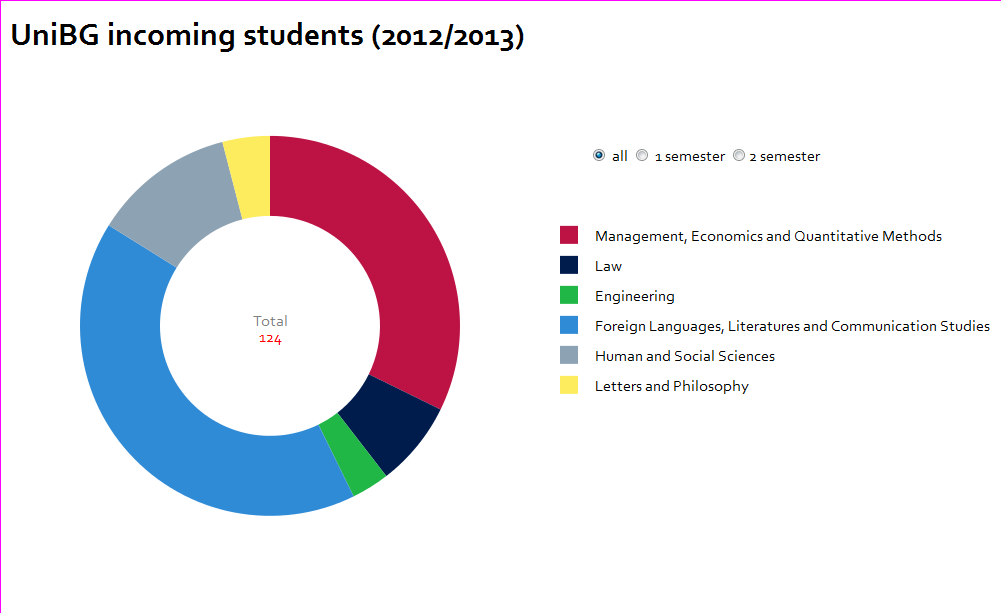 UniBG incoming students (2012/2013)
all 1 semester 2 semester
Management, Economics and Quantitative Methods
Law
Engineering
Foreign Languages, Literatures and Communication Studies
Human and Social Sciences
Letters and Philosophy
Total
124